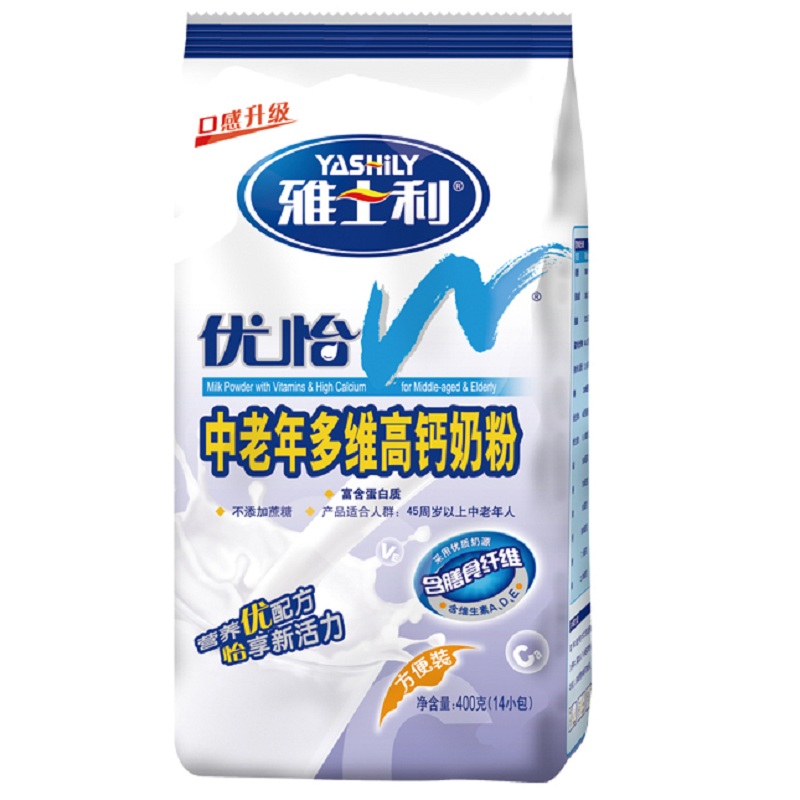 口感升级
YASHILY
雅士利®
优怡
®
Milk Powder with Vitamins & High Calcium for Middle-aged & Elderly
中老年多维高钙奶粉
富含蛋白质
不添加蔗糖 产品适合人群：45周岁以上中老年人
VE
采用优质奶源
含膳食纤维
含维生素A、D、E
营养优配方
怡享新活力
Ca
方便装
净含量:400克(14小包)